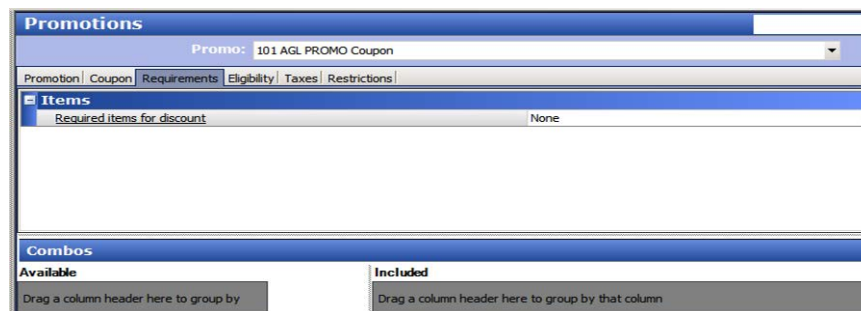 Promotions
Promo: 101 AGL PROMO Coupon
Promotion Coupon Requirements Eligibility Taxes Restrictions
Items
Required items for discount None
Combos
Available Included
Drag a column header here to group by Drag a column header here to group by that column